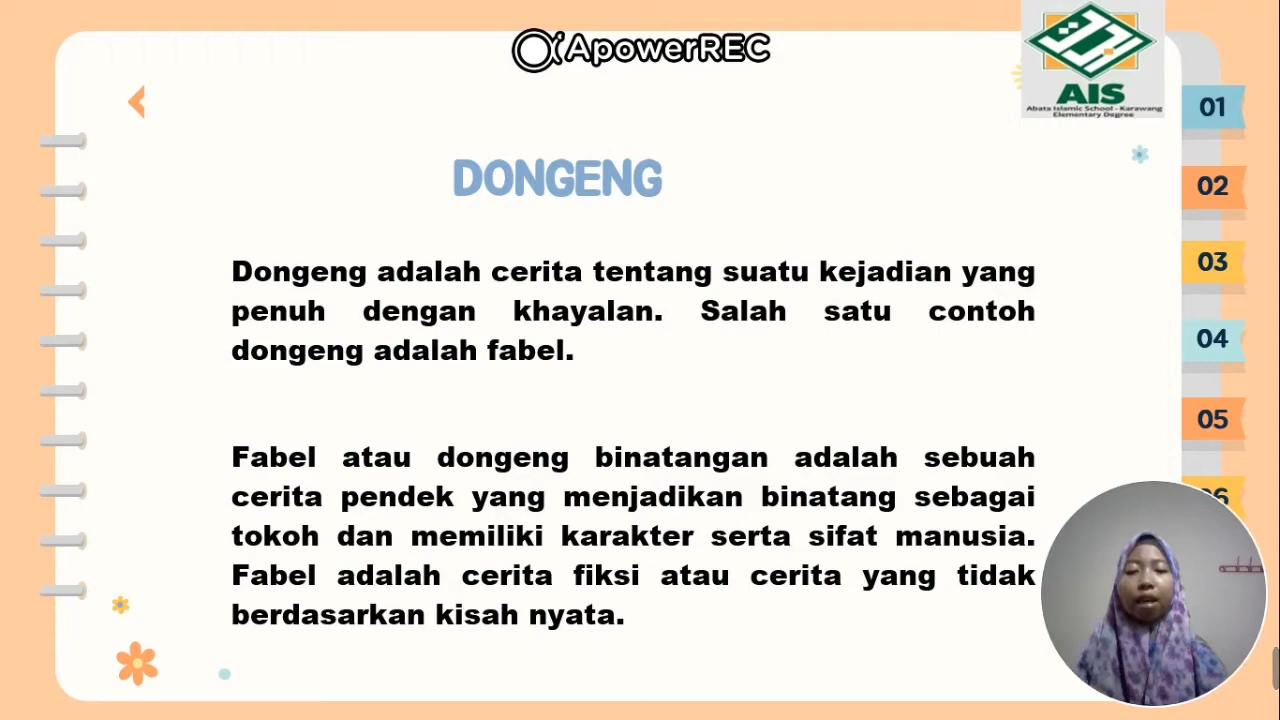 ApowerREC
AIS
Abata Islamic School - Karawang
Elementary Degree
01
02
03
04
05
06
DONGENG
Dongeng adalah cerita tentang suatu kejadian yang
penuh dengan khayalan. Salah satu contoh
dongeng adalah fabel.
Fabel atau dongeng binatangan adalah sebuah
cerita pendek yang menjadikan binatang sebagai
tokoh dan memiliki karakter serta sifat manusia.
Fabel adalah cerita fiksi atau cerita yang tidak
berdasarkan kisah nyata.